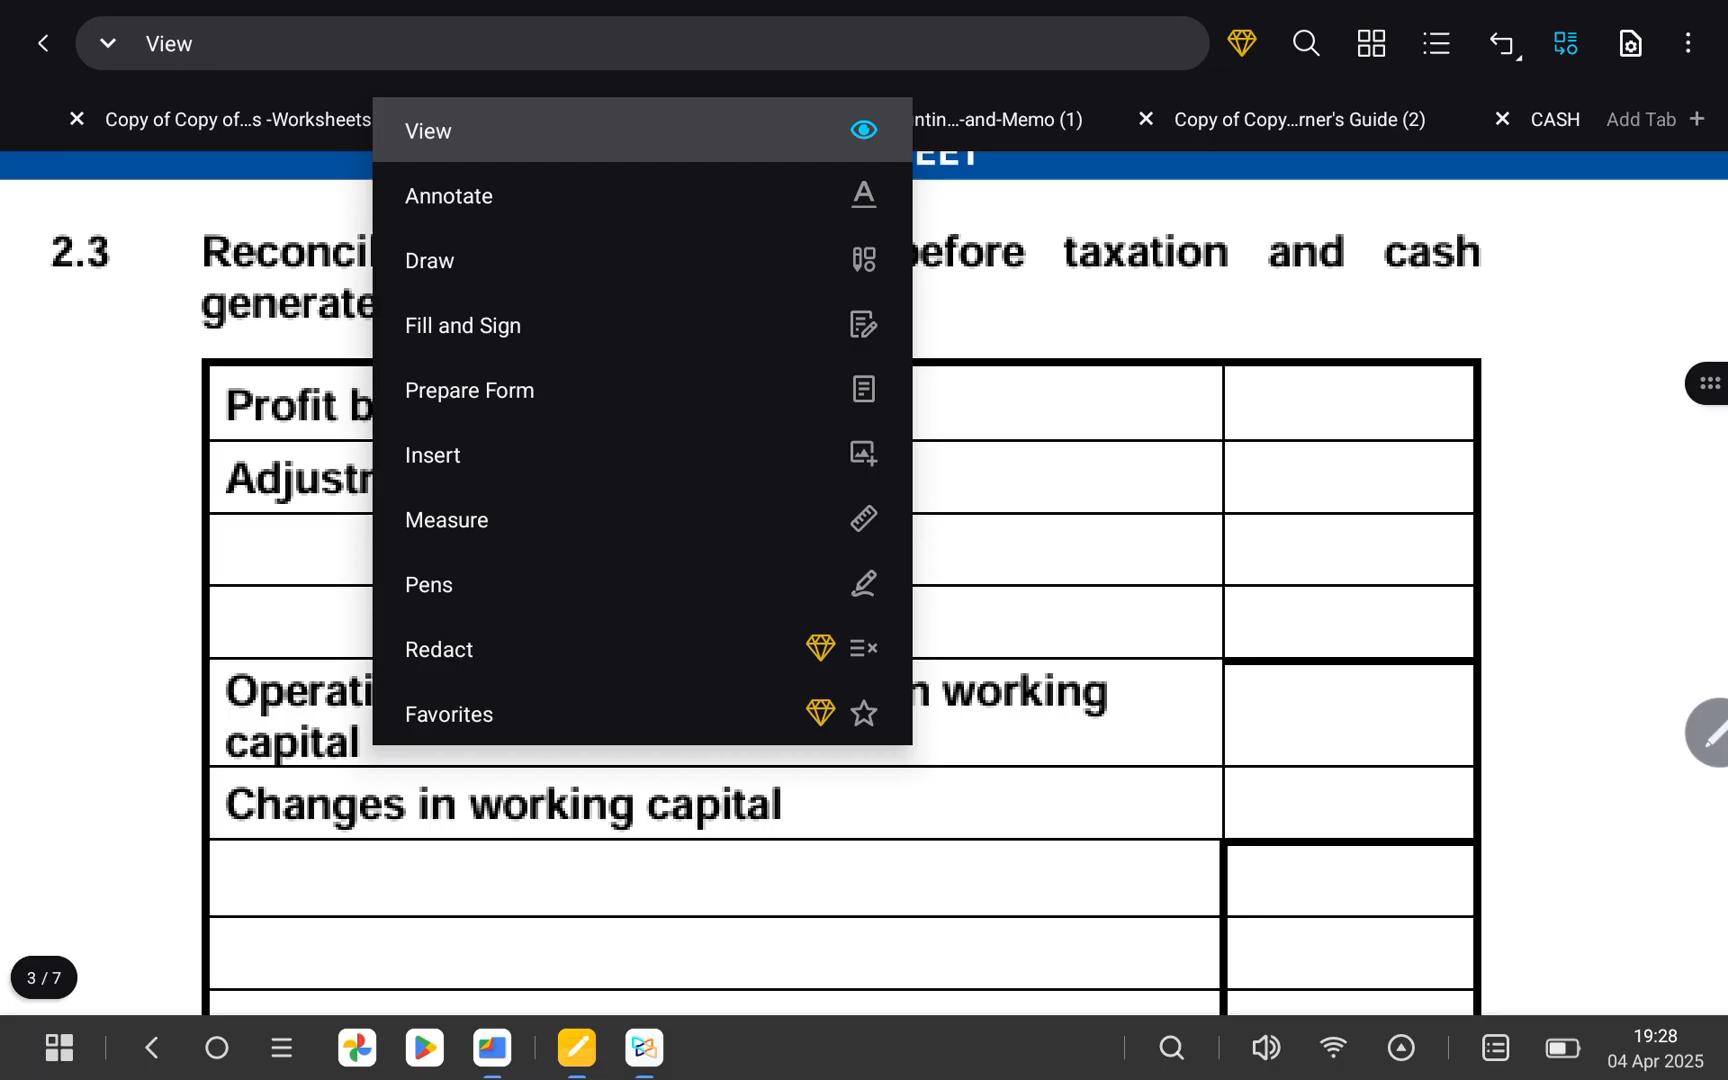 View
Copy of Copy of...s -Worksheets
ntin...-and-Memo (1)
Copy of Copy...rner's Guide (2)
CASH
Add Tab +
View
Annotate
Draw
Fill and Sign
Prepare Form
Insert
Measure
Pens
Redact
Favorites
2.3 Reconcil before taxation and cash
generate
Profit b
Adjustr
Operati n working
capital
Changes in working capital
3 / 7
19:28
04 Apr 2025